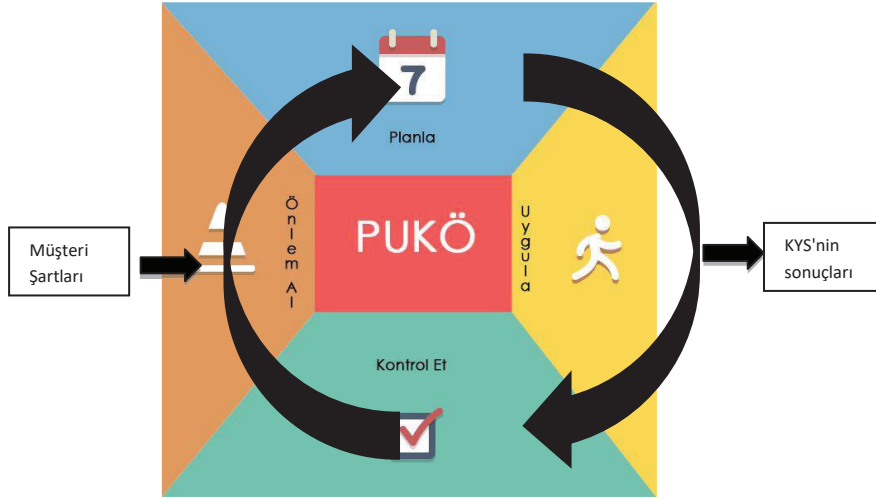 7
Planla
Önlem Al
PUKÖ
Uygula
Müşteri
Şartları
KYS'nin
sonuçları
Kontrol Et